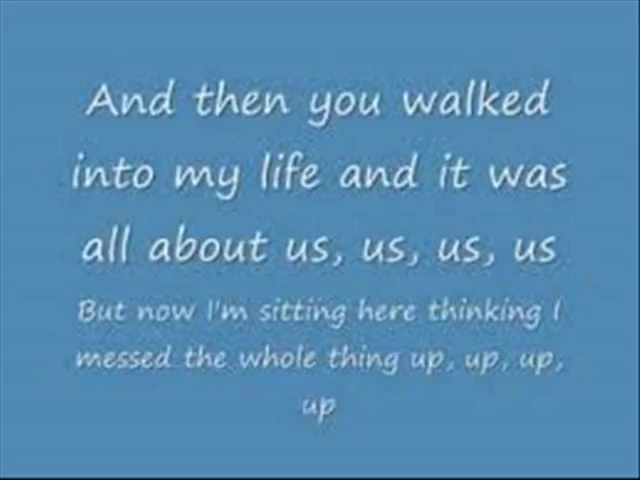 And then you walked
into my life and it was
all about us, us, us, us
But now I'm sitting here thinking I
messed the whole thing up, up, up,
up